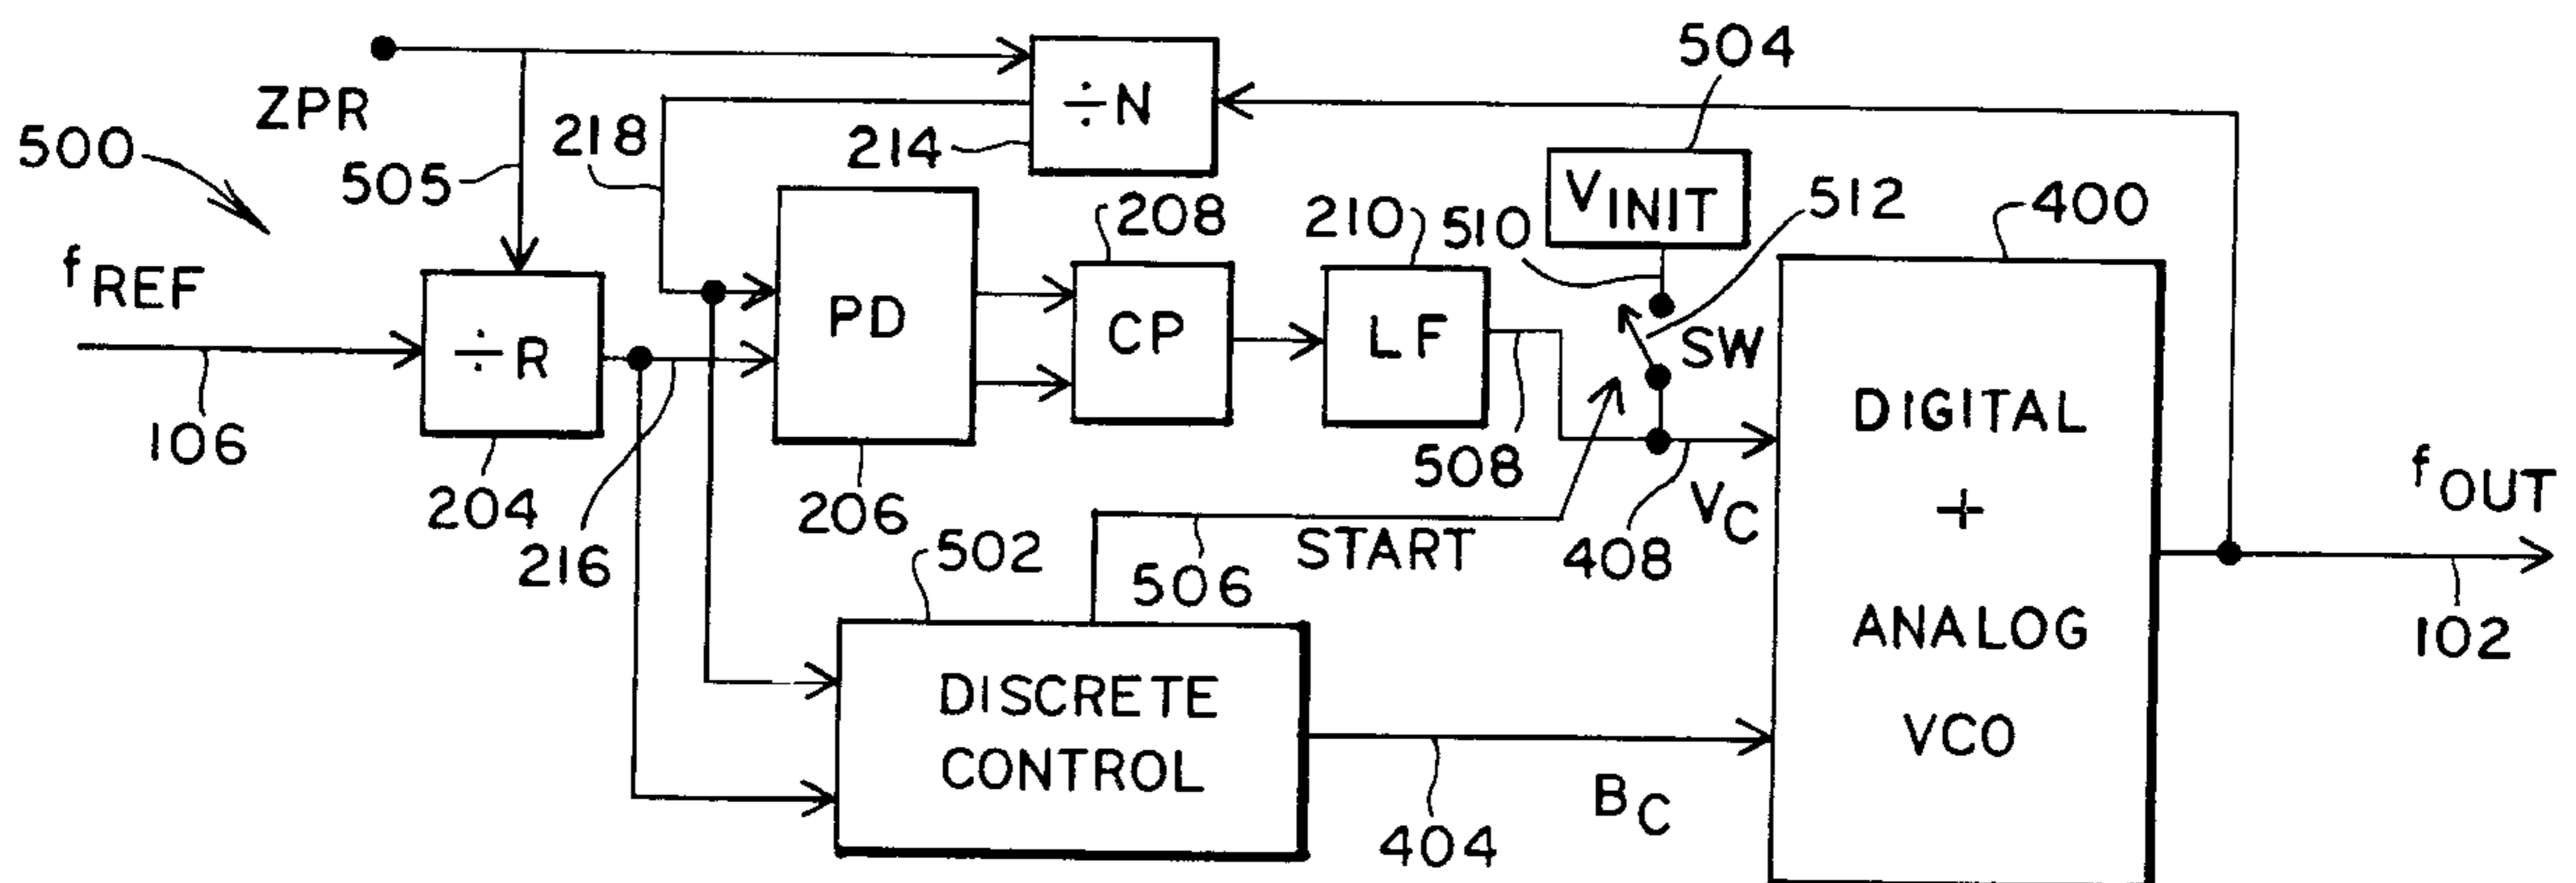 504
ZPR
÷N
500
218
214
505
VINIT
512
208
210
510
400
fREF
PD
CP
LF
SW
÷R
DIGITAL
+
ANALOG
VCO
106
508
fOUT
204
206
VC
216
502
START
408
506
102
DISCRETE
CONTROL
BC
404